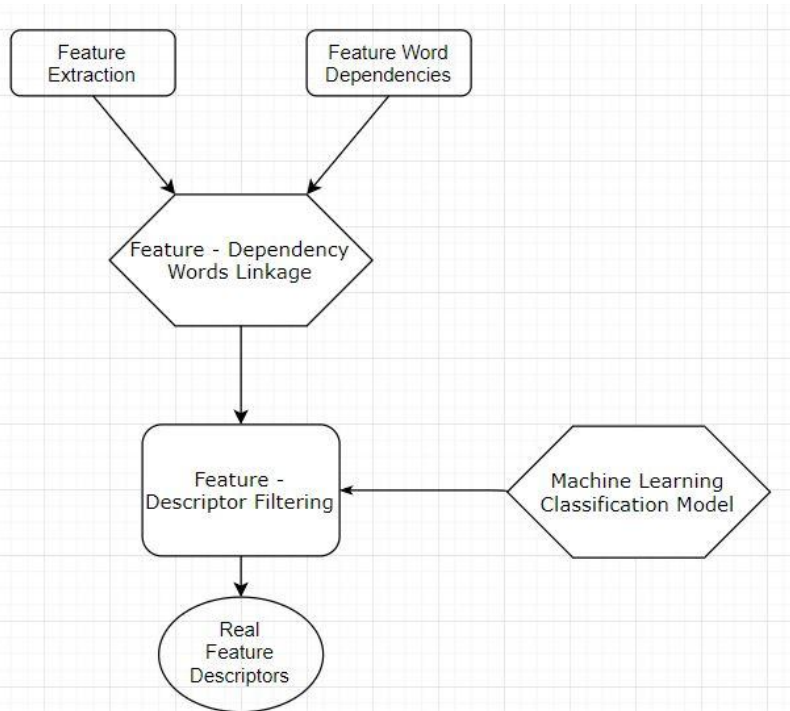 Feature
Extraction
Feature Word
Dependencies
Feature - Dependency
Words Linkage
Feature -
Descriptor Filtering
Machine Learning
Classification Model
Real
Feature
Descriptors